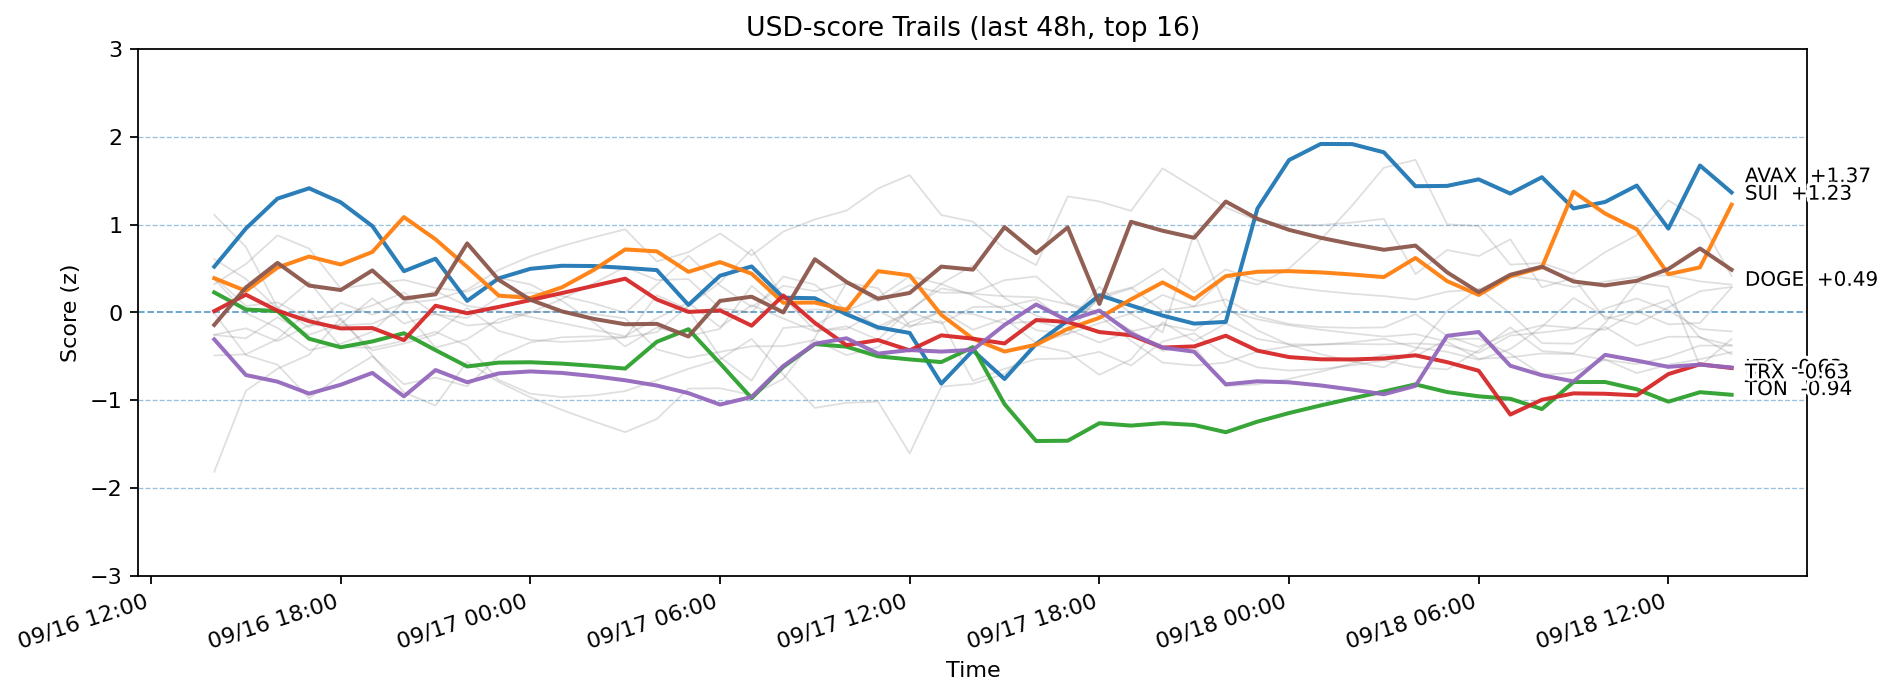 USD-score Trails (last 48h, top 16)
Score (z)
3
2
1
0
−1
−2
−3
AVAX +1.37
SUI +1.23
DOGE +0.49
TRX -0.63
TON -0.94
09/16 12:00
09/16 18:00
09/17 00:00
09/17 06:00
09/17 12:00
09/17 18:00
09/18 00:00
09/18 06:00
09/18 12:00
Time